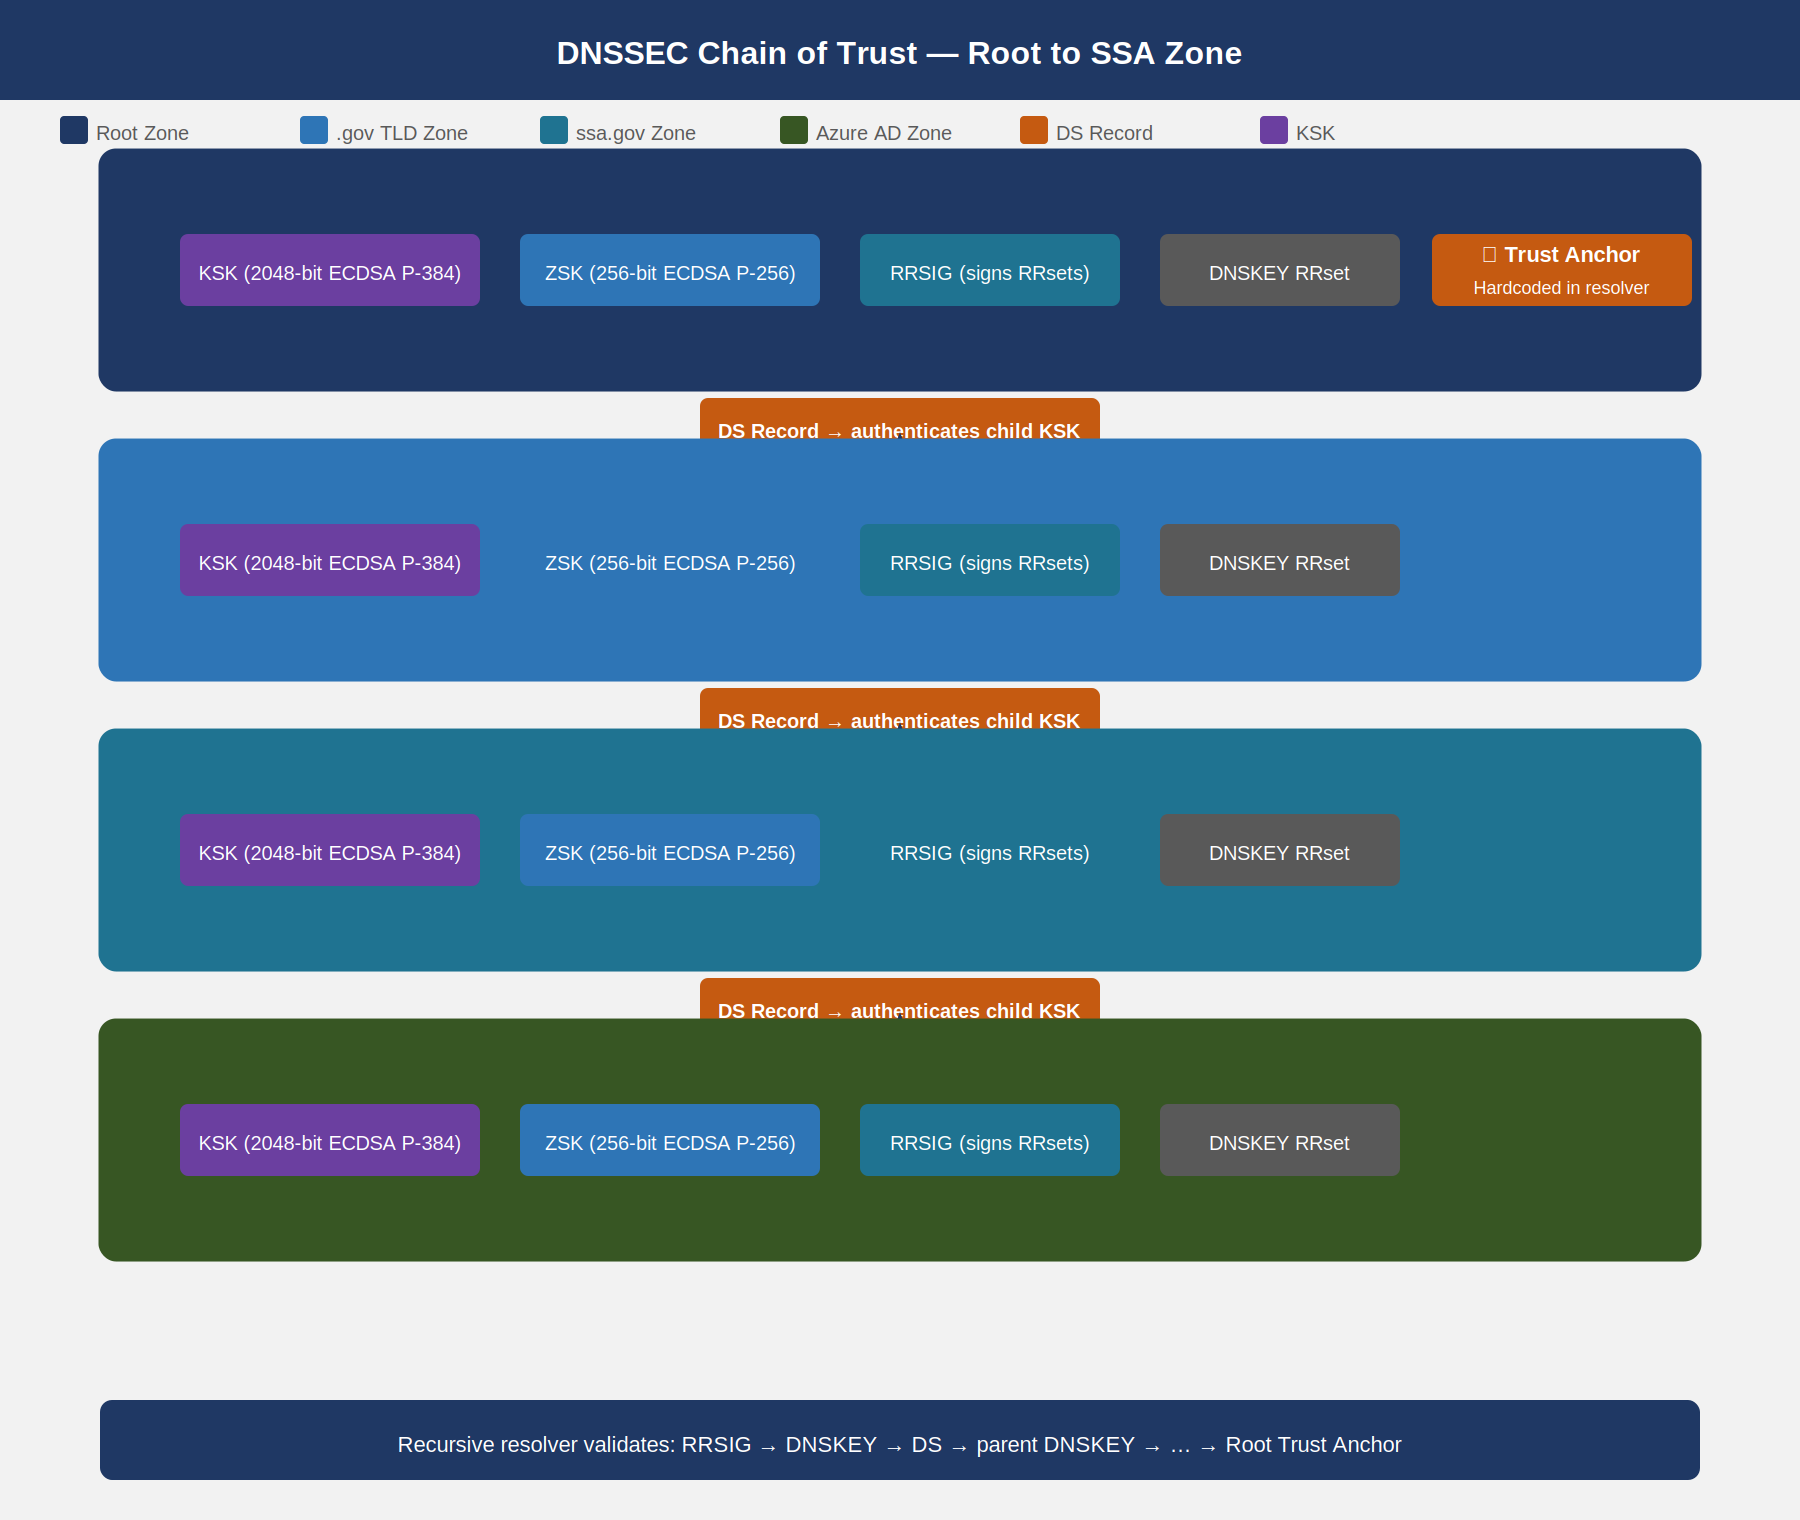 DNSSEC Chain of Trust — Root to SSA Zone
Root Zone
.gov TLD Zone
ssa.gov Zone
Azure AD Zone
DS Record
KSK
KSK (2048-bit ECDSA P-384)
ZSK (256-bit ECDSA P-256)
RRSIG (signs RRsets)
DNSKEY RRset
Trust Anchor
Hardcoded in resolver
DS Record → authenticates child KSK
KSK (2048-bit ECDSA P-384)
ZSK (256-bit ECDSA P-256)
RRSIG (signs RRsets)
DNSKEY RRset
DS Record → authenticates child KSK
KSK (2048-bit ECDSA P-384)
ZSK (256-bit ECDSA P-256)
RRSIG (signs RRsets)
DNSKEY RRset
DS Record → authenticates child KSK
KSK (2048-bit ECDSA P-384)
ZSK (256-bit ECDSA P-256)
RRSIG (signs RRsets)
DNSKEY RRset
Recursive resolver validates: RRSIG → DNSKEY → DS → parent DNSKEY → … → Root Trust Anchor